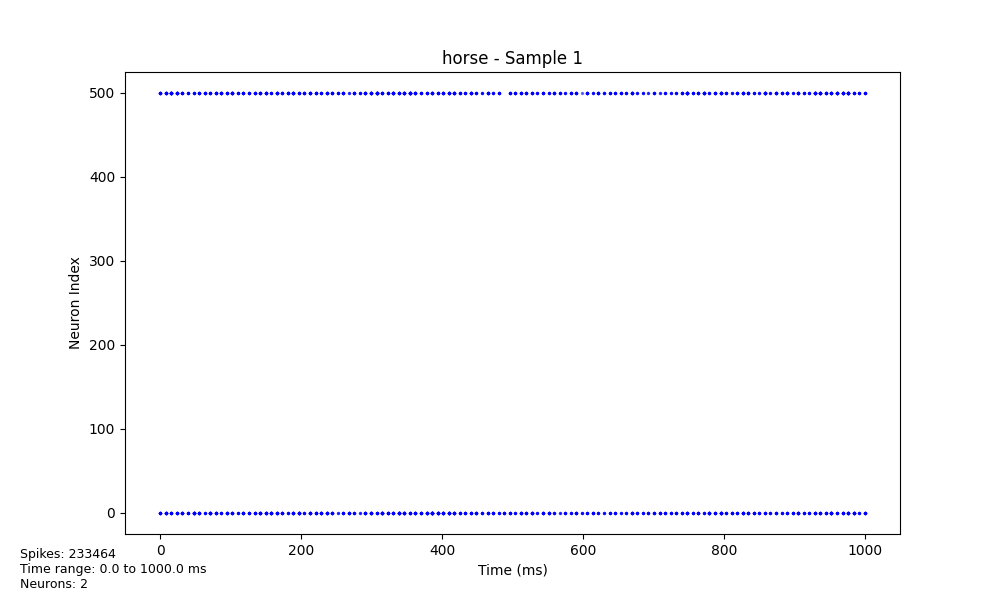 horse - Sample 1
500
400
300
200
100
0
Neuron Index
0 200 400 600 800 1000
Time (ms)
Spikes: 233464
Time range: 0.0 to 1000.0 ms
Neurons: 2